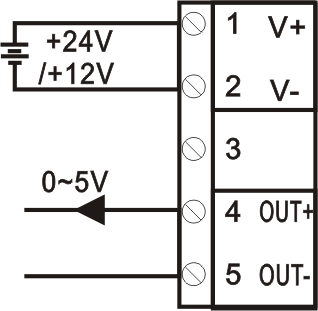 +24V
/+12V
0~5V
1 V+
2 V-
3
4 OUT+
5 OUT-